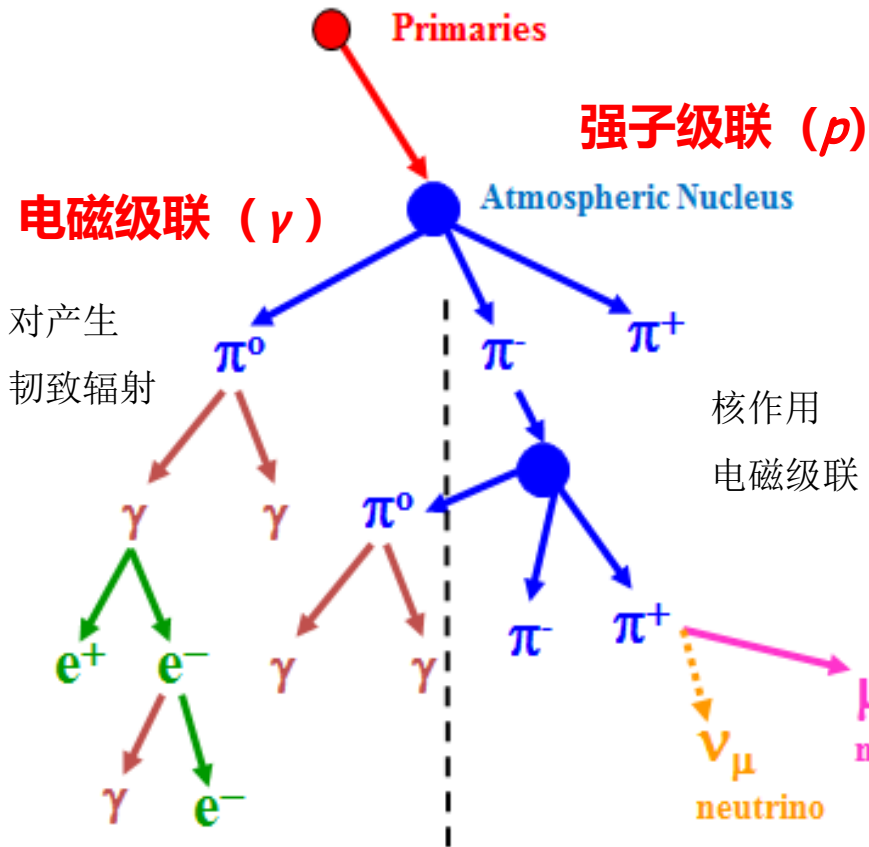 Primaries
强子级联（p）
Atmospheric Nucleus
电磁级联（γ）
对产生
韧致辐射
π⁰
π⁻
π⁺
核作用
电磁级联
γ
γ
π⁰
e⁺
e⁻
γ
γ
π⁻
π⁺
γ
e⁻
ν_μ
neutrino
μ